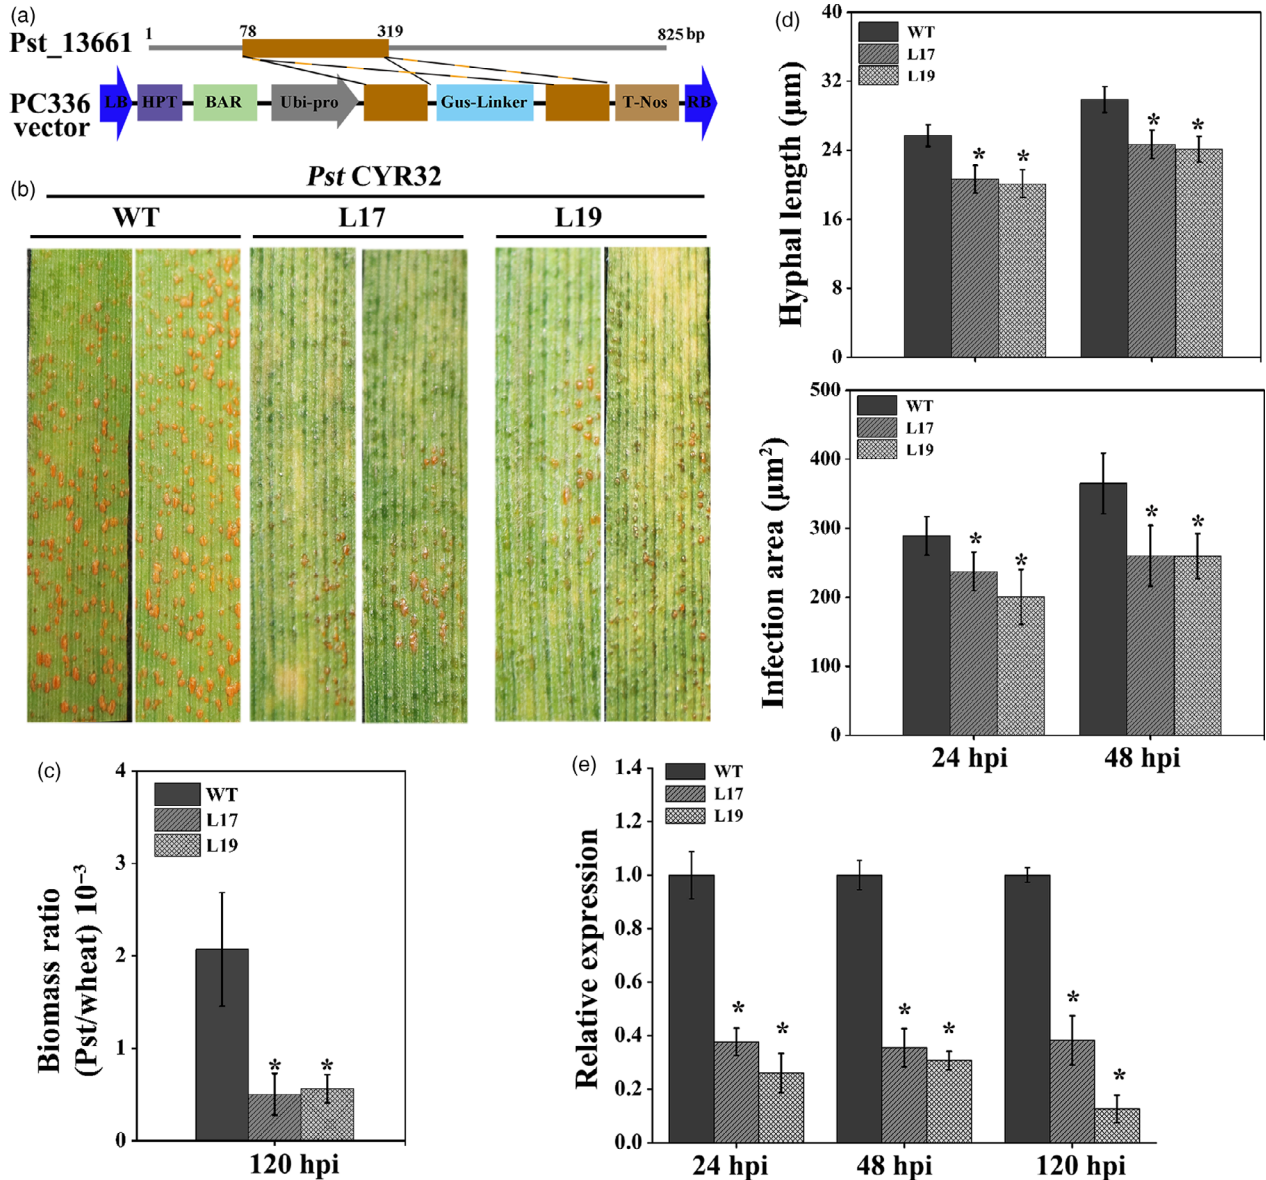 (a)
1 78 319 825 bp
Pst_13661
PC336
vector
LB HPT BAR Ubi-pro Gus-Linker T-Nos RB
(b)
Pst CYR32
WT L17 L19
(c)
4
3
2
1
0
Biomass ratio
(Pst/wheat) 10⁻³
WT
L17
L19
* *
120 hpi
(d)
40
32
24
16
8
0
Hyphal length (μm)
WT
L17
L19
* * * *
500
400
300
200
100
0
Infection area (μm²)
WT
L17
L19
* * * *
24 hpi 48 hpi
(e)
1.4
1.2
1.0
0.8
0.6
0.4
0.2
0.0
Relative expression
WT
L17
L19
* * * * * *
24 hpi 48 hpi 120 hpi